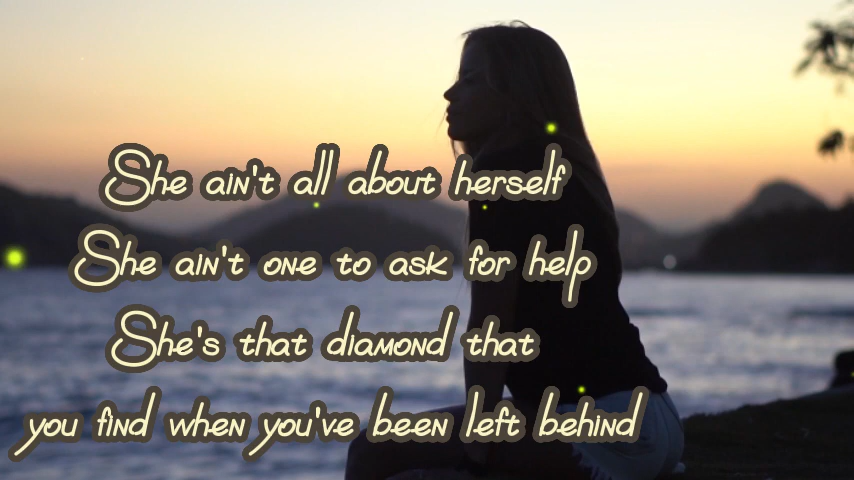 She ain't all about herself
She ain't one to ask for help
She's that diamond that
you find when you've been left behind